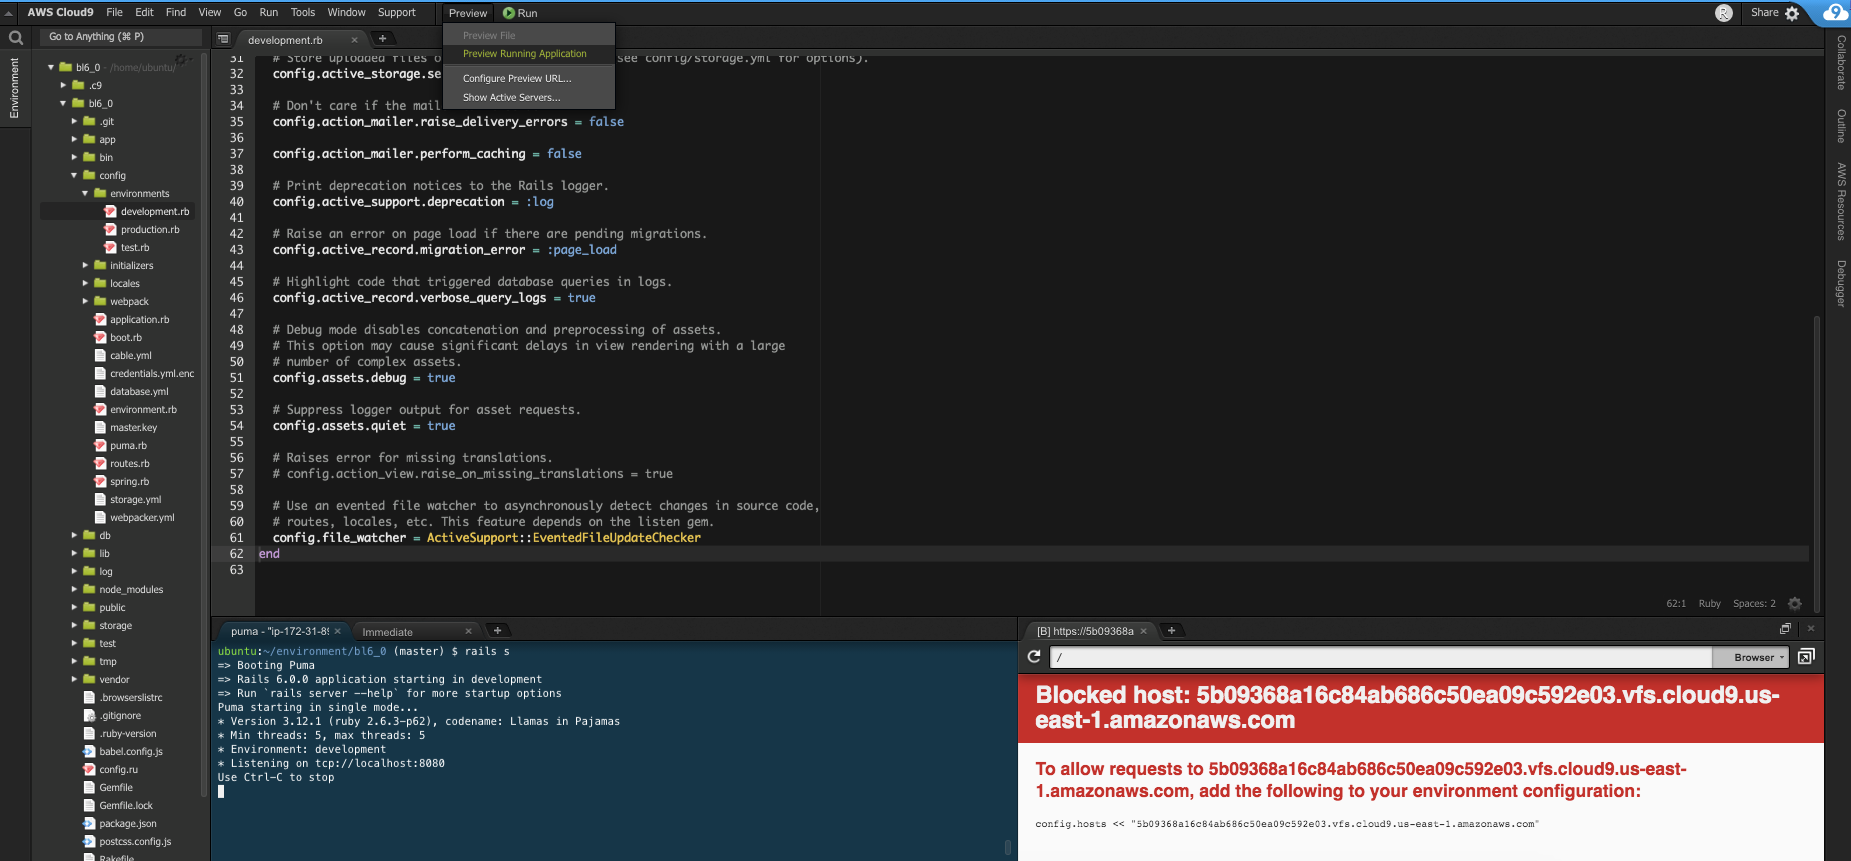 AWS Cloud9 File Edit Find View Go Run Tools Window Support Preview Run R Share
Go to Anything (⌘ P)
development.rb
Preview File
Preview Running Application
Configure Preview URL...
Show Active Servers...
Environment
bl6_0 - /home/ubuntu/
.c9
bl6_0
.git
app
bin
config
environments
development.rb
production.rb
test.rb
initializers
locales
webpack
application.rb
boot.rb
cable.yml
credentials.yml.enc
database.yml
environment.rb
master.key
puma.rb
routes.rb
spring.rb
storage.yml
webpacker.yml
db
lib
log
node_modules
public
storage
test
tmp
vendor
.browserslistrc
.gitignore
.ruby-version
babel.config.js
config.ru
Gemfile
Gemfile.lock
package.json
postcss.config.js
Rakefile
31 # Store uploaded files o see config/storage.yml for options).
32 config.active_storage.se
33
34 # Don't care if the mail
35 config.action_mailer.raise_delivery_errors = false
36
37 config.action_mailer.perform_caching = false
38
39 # Print deprecation notices to the Rails logger.
40 config.active_support.deprecation = :log
41
42 # Raise an error on page load if there are pending migrations.
43 config.active_record.migration_error = :page_load
44
45 # Highlight code that triggered database queries in logs.
46 config.active_record.verbose_query_logs = true
47
48 # Debug mode disables concatenation and preprocessing of assets.
49 # This option may cause significant delays in view rendering with a large
50 # number of complex assets.
51 config.assets.debug = true
52
53 # Suppress logger output for asset requests.
54 config.assets.quiet = true
55
56 # Raises error for missing translations.
57 # config.action_view.raise_on_missing_translations = true
58
59 # Use an evented file watcher to asynchronously detect changes in source code,
60 # routes, locales, etc. This feature depends on the listen gem.
61 config.file_watcher = ActiveSupport::EventedFileUpdateChecker
62 end
63
62:1 Ruby Spaces: 2
Collaborate
Outline
AWS Resources
Debugger
puma - "ip-172-31-89 Immediate
ubuntu:~/environment/bl6_0 (master) $ rails s
=> Booting Puma
=> Rails 6.0.0 application starting in development
=> Run `rails server --help` for more startup options
Puma starting in single mode...
* Version 3.12.1 (ruby 2.6.3-p62), codename: Llamas in Pajamas
* Min threads: 5, max threads: 5
* Environment: development
* Listening on tcp://localhost:8080
Use Ctrl-C to stop
[B] https://5b09368a
/ Browser
Blocked host: 5b09368a16c84ab686c50ea09c592e03.vfs.cloud9.us-
east-1.amazonaws.com
To allow requests to 5b09368a16c84ab686c50ea09c592e03.vfs.cloud9.us-east-
1.amazonaws.com, add the following to your environment configuration:
config.hosts << "5b09368a16c84ab686c50ea09c592e03.vfs.cloud9.us-east-1.amazonaws.com"